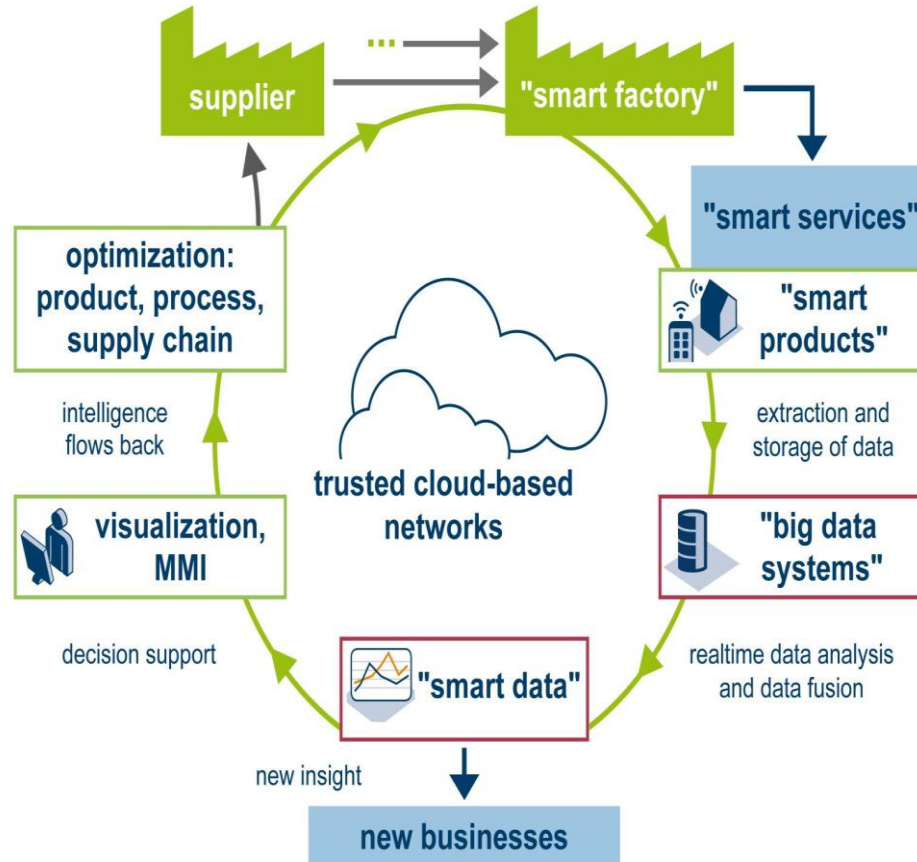 supplier
"smart factory"
"smart services"
optimization:
product, process,
supply chain
"smart
products"
intelligence
flows back
extraction and
storage of data
trusted cloud-based
networks
visualization,
MMI
"big data
systems"
decision support
realtime data analysis
and data fusion
"smart data"
new insight
new businesses